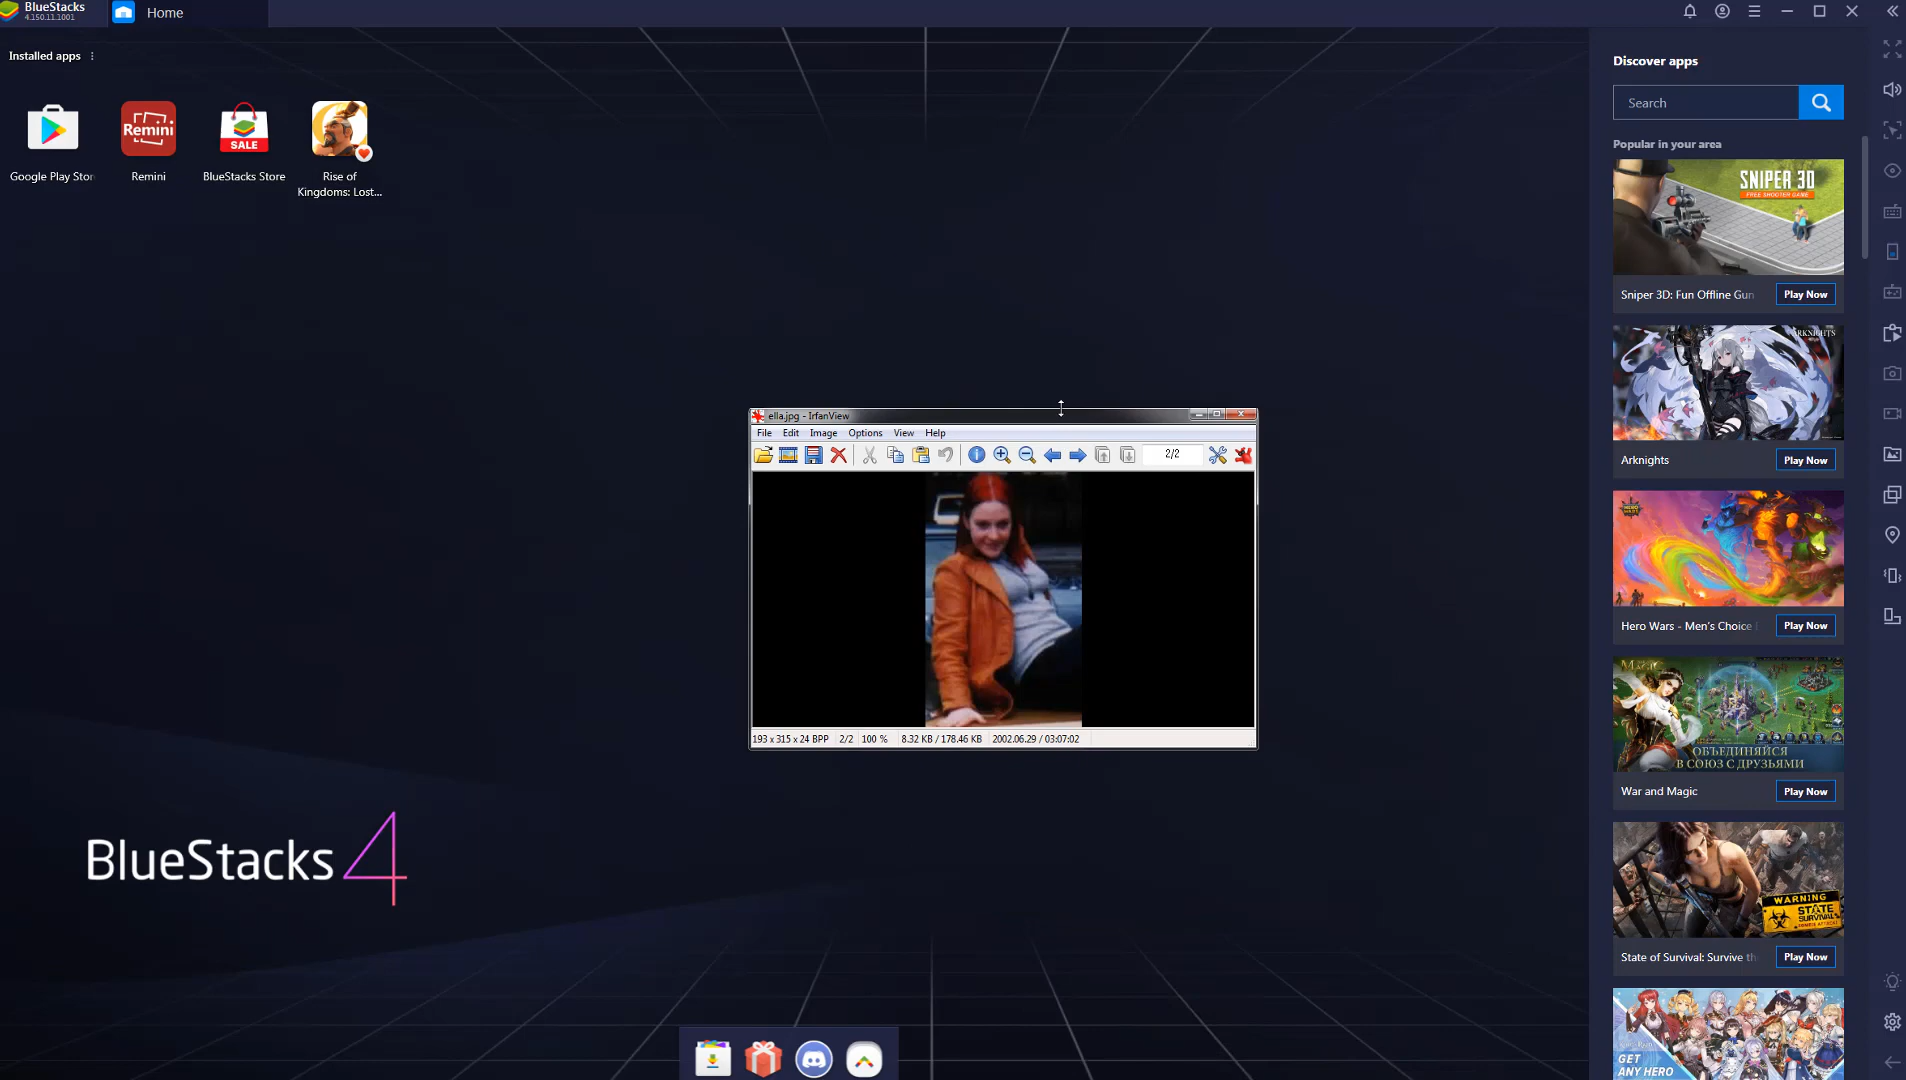 BlueStacks
4.150.11.1001
Home
Installed apps
Remini
SALE
Google Play Stor
Remini
BlueStacks Store
Rise of
Kingdoms: Lost...
ella.jpg - IrfanView
File Edit Image Options View Help
2/2
193 x 315 x 24 BPP 2/2 100 % 8.32 KB / 178.46 KB 2002.06.29 / 03:07:02
BlueStacks 4
Discover apps
Search
Popular in your area
SNIPER 3D
FREE SHOOTER GAME
Sniper 3D: Fun Offline Gun
Play Now
ARKNIGHTS
Arknights
Play Now
Hero Wars - Men's Choice
Play Now
MAGIC
ОБЪЕДИНЯЙСЯ
В СОЮЗ С ДРУЗЬЯМИ
War and Magic
Play Now
WARNING
STATE
SURVIVAL
State of Survival: Survive th
Play Now
GET
ANY HERO